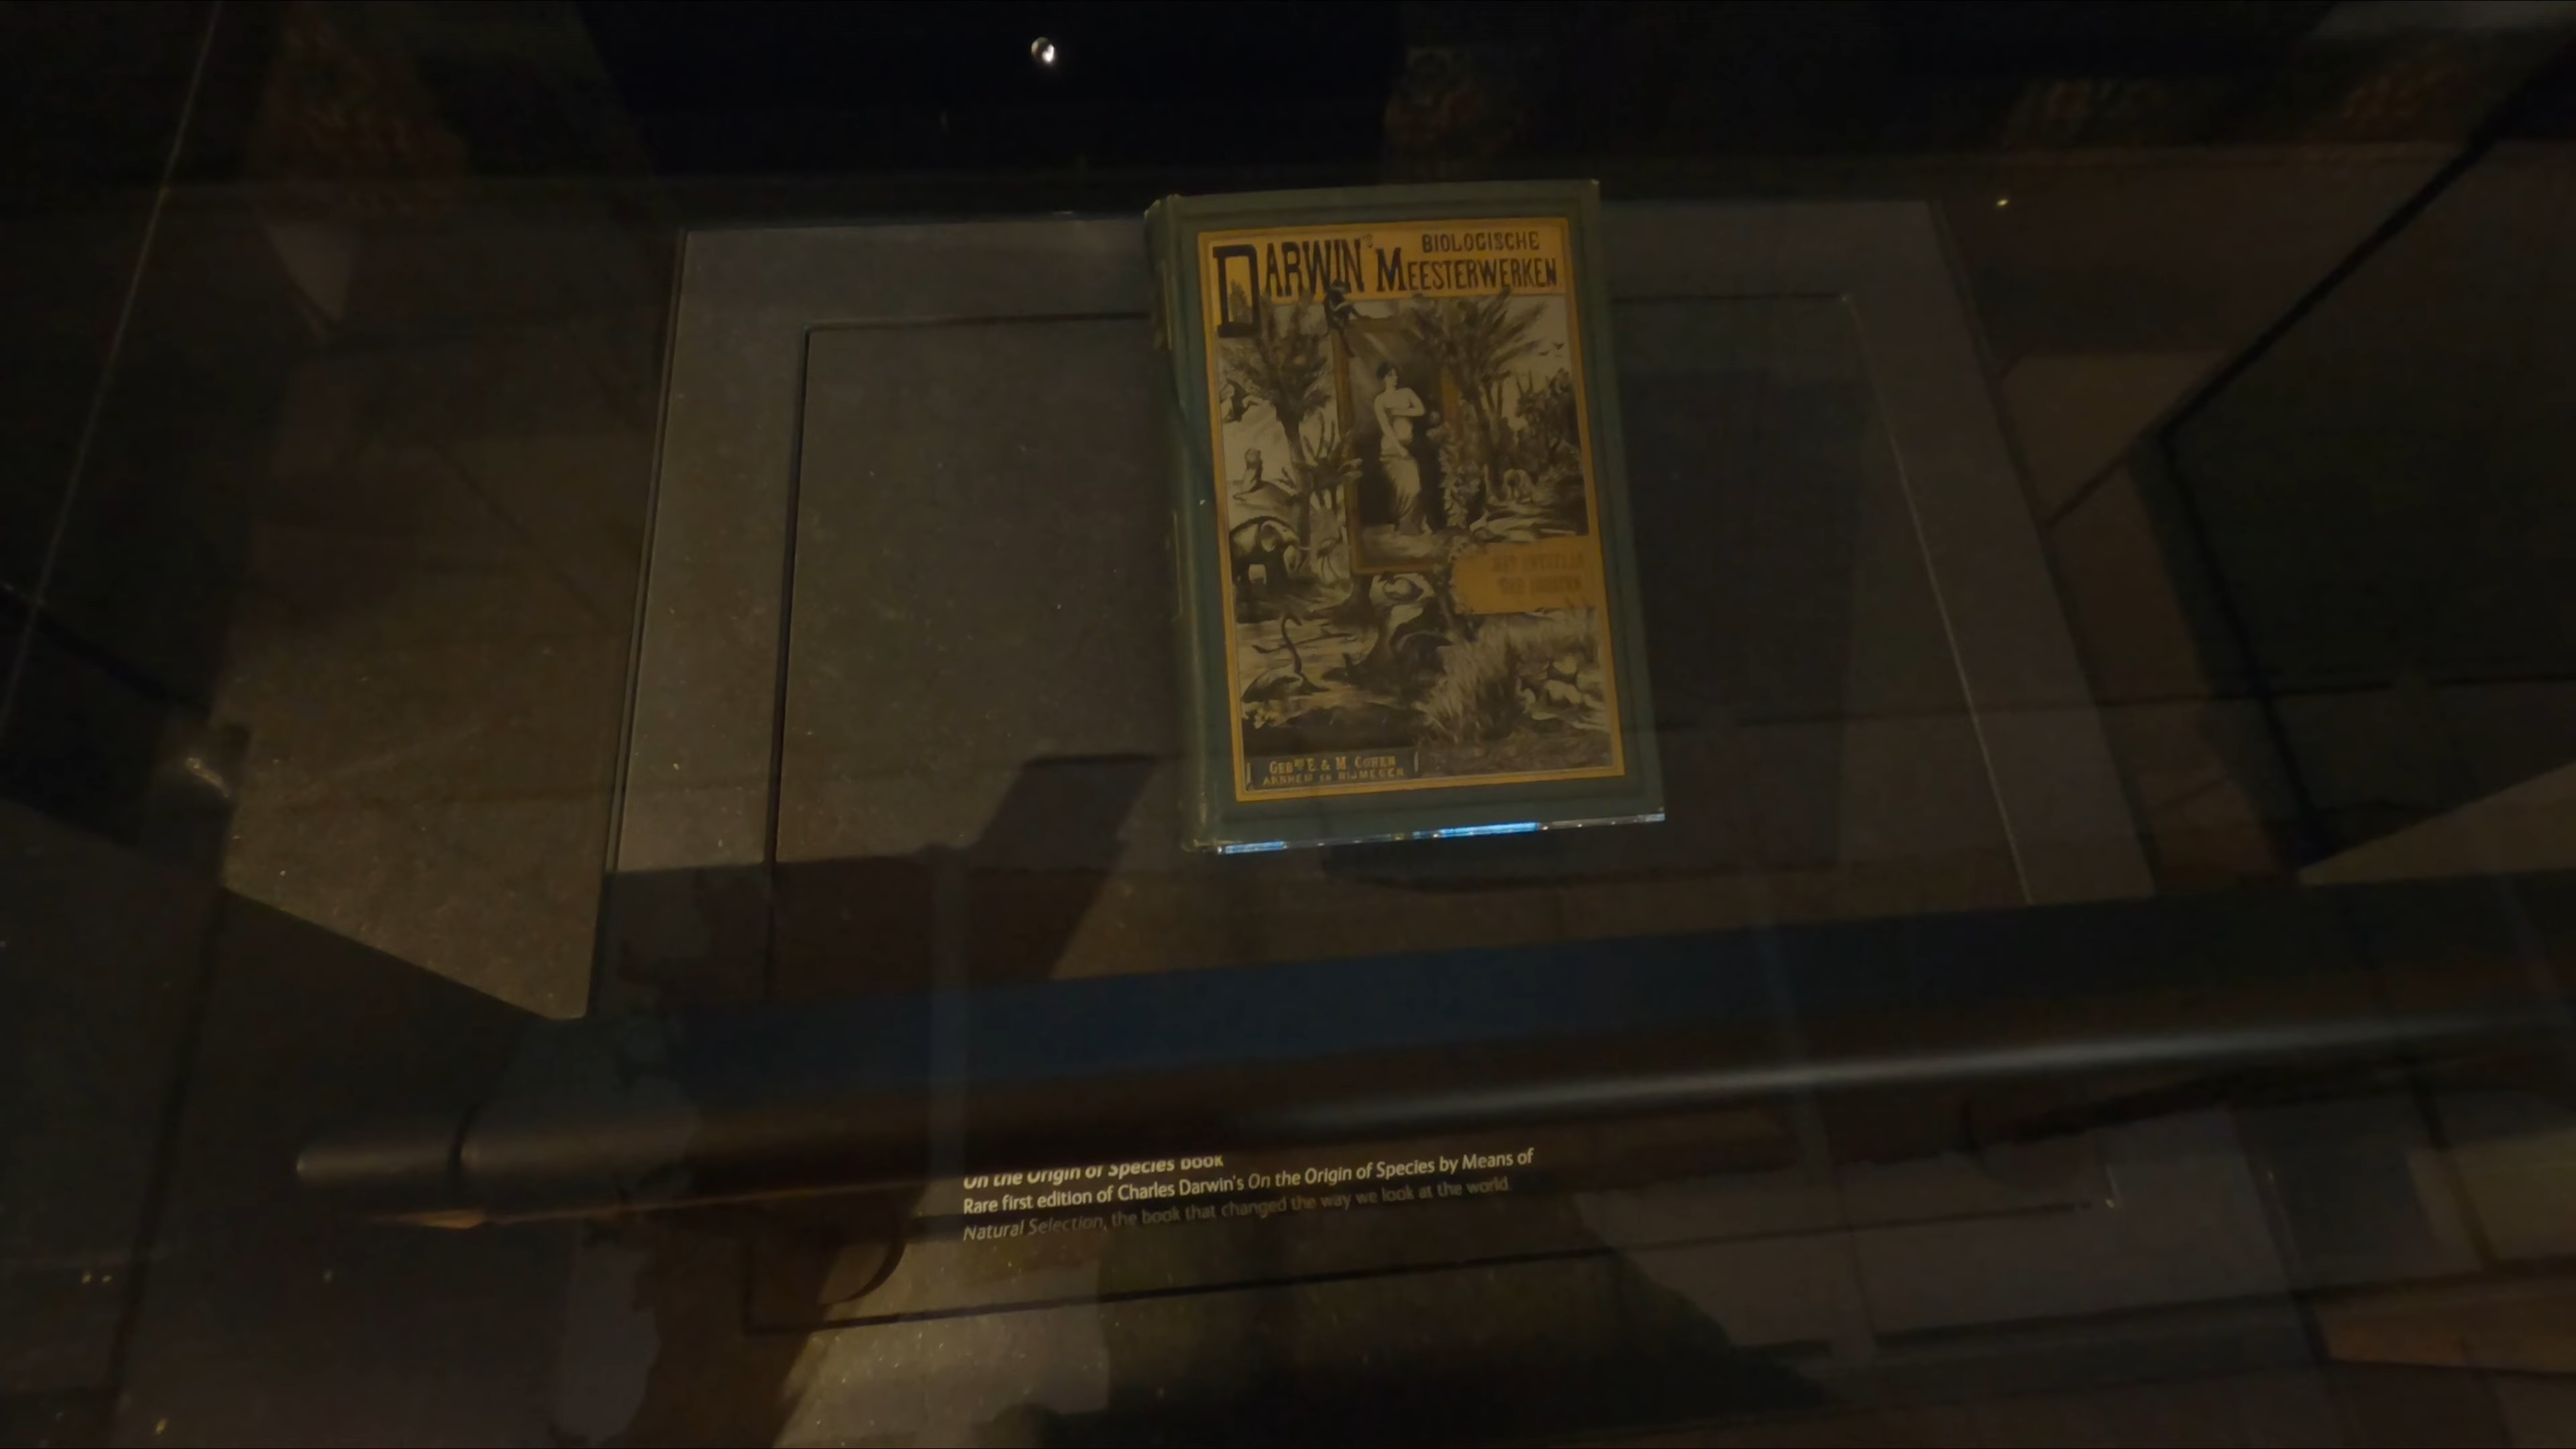 DARWIN'S BIOLOGISCHE
MEESTERWERKEN
GEBRS E. & M. COHEN
ARNHEM EN NIJMEGEN
On the Origin of Species book
Rare first edition of Charles Darwin's On the Origin of Species by Means of
Natural Selection, the book that changed the way we look at the world